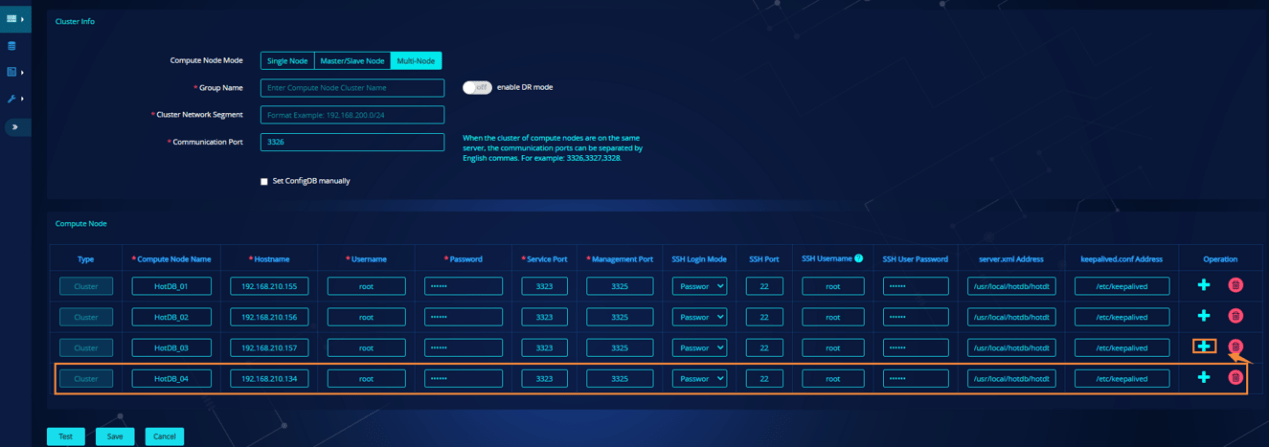 Cluster Info
Compute Node Mode Single Node Master/Slave Node Multi-Node
* Group Name Enter Compute Node Cluster Name off enable DR mode
* Cluster Network Segment Format Example: 192.168.200.0/24
* Communication Port 3326
When the cluster of compute nodes are on the same
server, the communication ports can be separated by
English commas. For example: 3326,3327,3328.
Set ConfigDB manually
Compute Node
Type * Compute Node Name * Hostname * Username * Password * Service Port * Management Port SSH LogIn Mode SSH Port SSH Username ? SSH User Password server.xml Address keepalived.conf Address Operation
Cluster HotDB_01 192.168.210.155 root •••••• 3323 3325 Passwor 22 root •••••• /usr/local/hotdb/hotdt /etc/keepalived
Cluster HotDB_02 192.168.210.156 root •••••• 3323 3325 Passwor 22 root •••••• /usr/local/hotdb/hotdt /etc/keepalived
Cluster HotDB_03 192.168.210.157 root •••••• 3323 3325 Passwor 22 root •••••• /usr/local/hotdb/hotdt /etc/keepalived
Cluster HotDB_04 192.168.210.134 root •••••• 3323 3325 Passwor 22 root •••••• /usr/local/hotdb/hotdt /etc/keepalived
Test Save Cancel